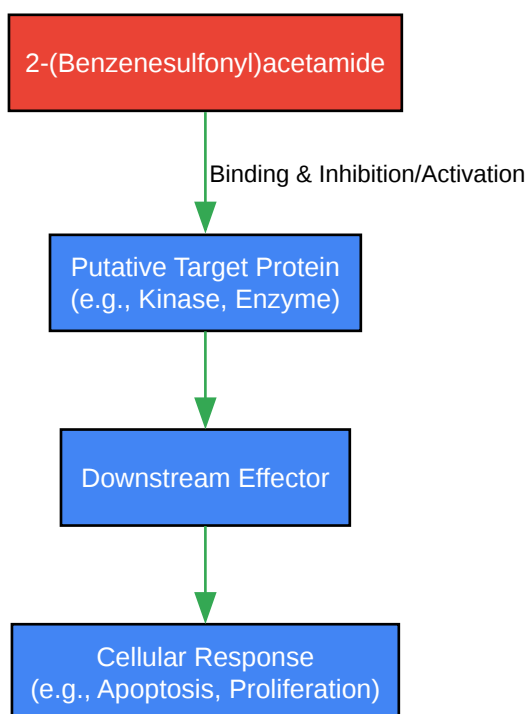 2-(Benzenesulfonyl)acetamide
Binding & Inhibition/Activation
Putative Target Protein
(e.g., Kinase, Enzyme)
Downstream Effector
Cellular Response
(e.g., Apoptosis, Proliferation)